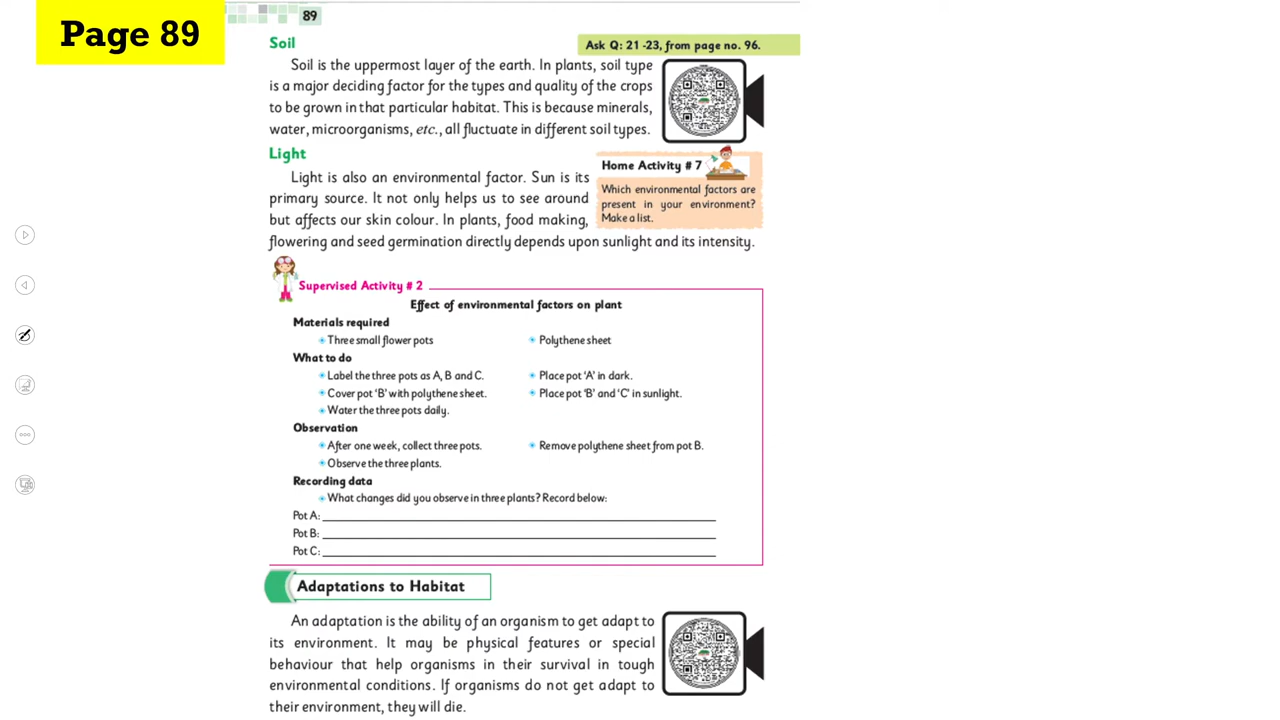 Page 89
89
Soil
Ask Q: 21 -23, from page no. 96.
Soil is the uppermost layer of the earth. In plants, soil type
is a major deciding factor for the types and quality of the crops
to be grown in that particular habitat. This is because minerals,
water, microorganisms, etc., all fluctuate in different soil types.
Light
Light is also an environmental factor. Sun is its
primary source. It not only helps us to see around
but affects our skin colour. In plants, food making,
flowering and seed germination directly depends upon sunlight and its intensity.
Home Activity # 7
Which environmental factors are
present in your environment?
Make a list.
Supervised Activity # 2
Effect of environmental factors on plant
Materials required
Three small flower pots
Polythene sheet
What to do
Label the three pots as A, B and C.
Place pot ‘A’ in dark.
Cover pot ‘B’ with polythene sheet.
Place pot ‘B’ and ‘C’ in sunlight.
Water the three pots daily.
Observation
After one week, collect three pots.
Remove polythene sheet from pot B.
Observe the three plants.
Recording data
What changes did you observe in three plants? Record below:
Pot A:
Pot B:
Pot C:
Adaptations to Habitat
An adaptation is the ability of an organism to get adapt to
its environment. It may be physical features or special
behaviour that help organisms in their survival in tough
environmental conditions. If organisms do not get adapt to
their environment, they will die.